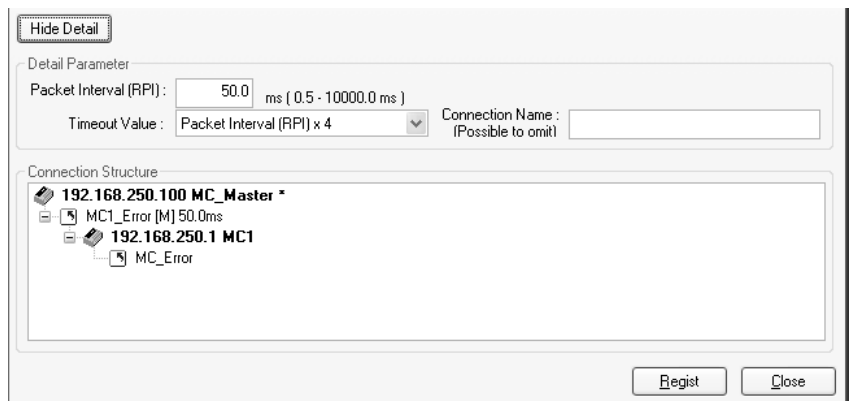 Hide Detail
Detail Parameter
Packet Interval (RPI) : 50.0 ms ( 0.5 - 10000.0 ms )
Timeout Value : Packet Interval (RPI) x 4 Connection Name :
(Possible to omit)
Connection Structure
192.168.250.100 MC_Master *
MC1_Error [M] 50.0ms
192.168.250.1 MC1
MC_Error
Regist Close